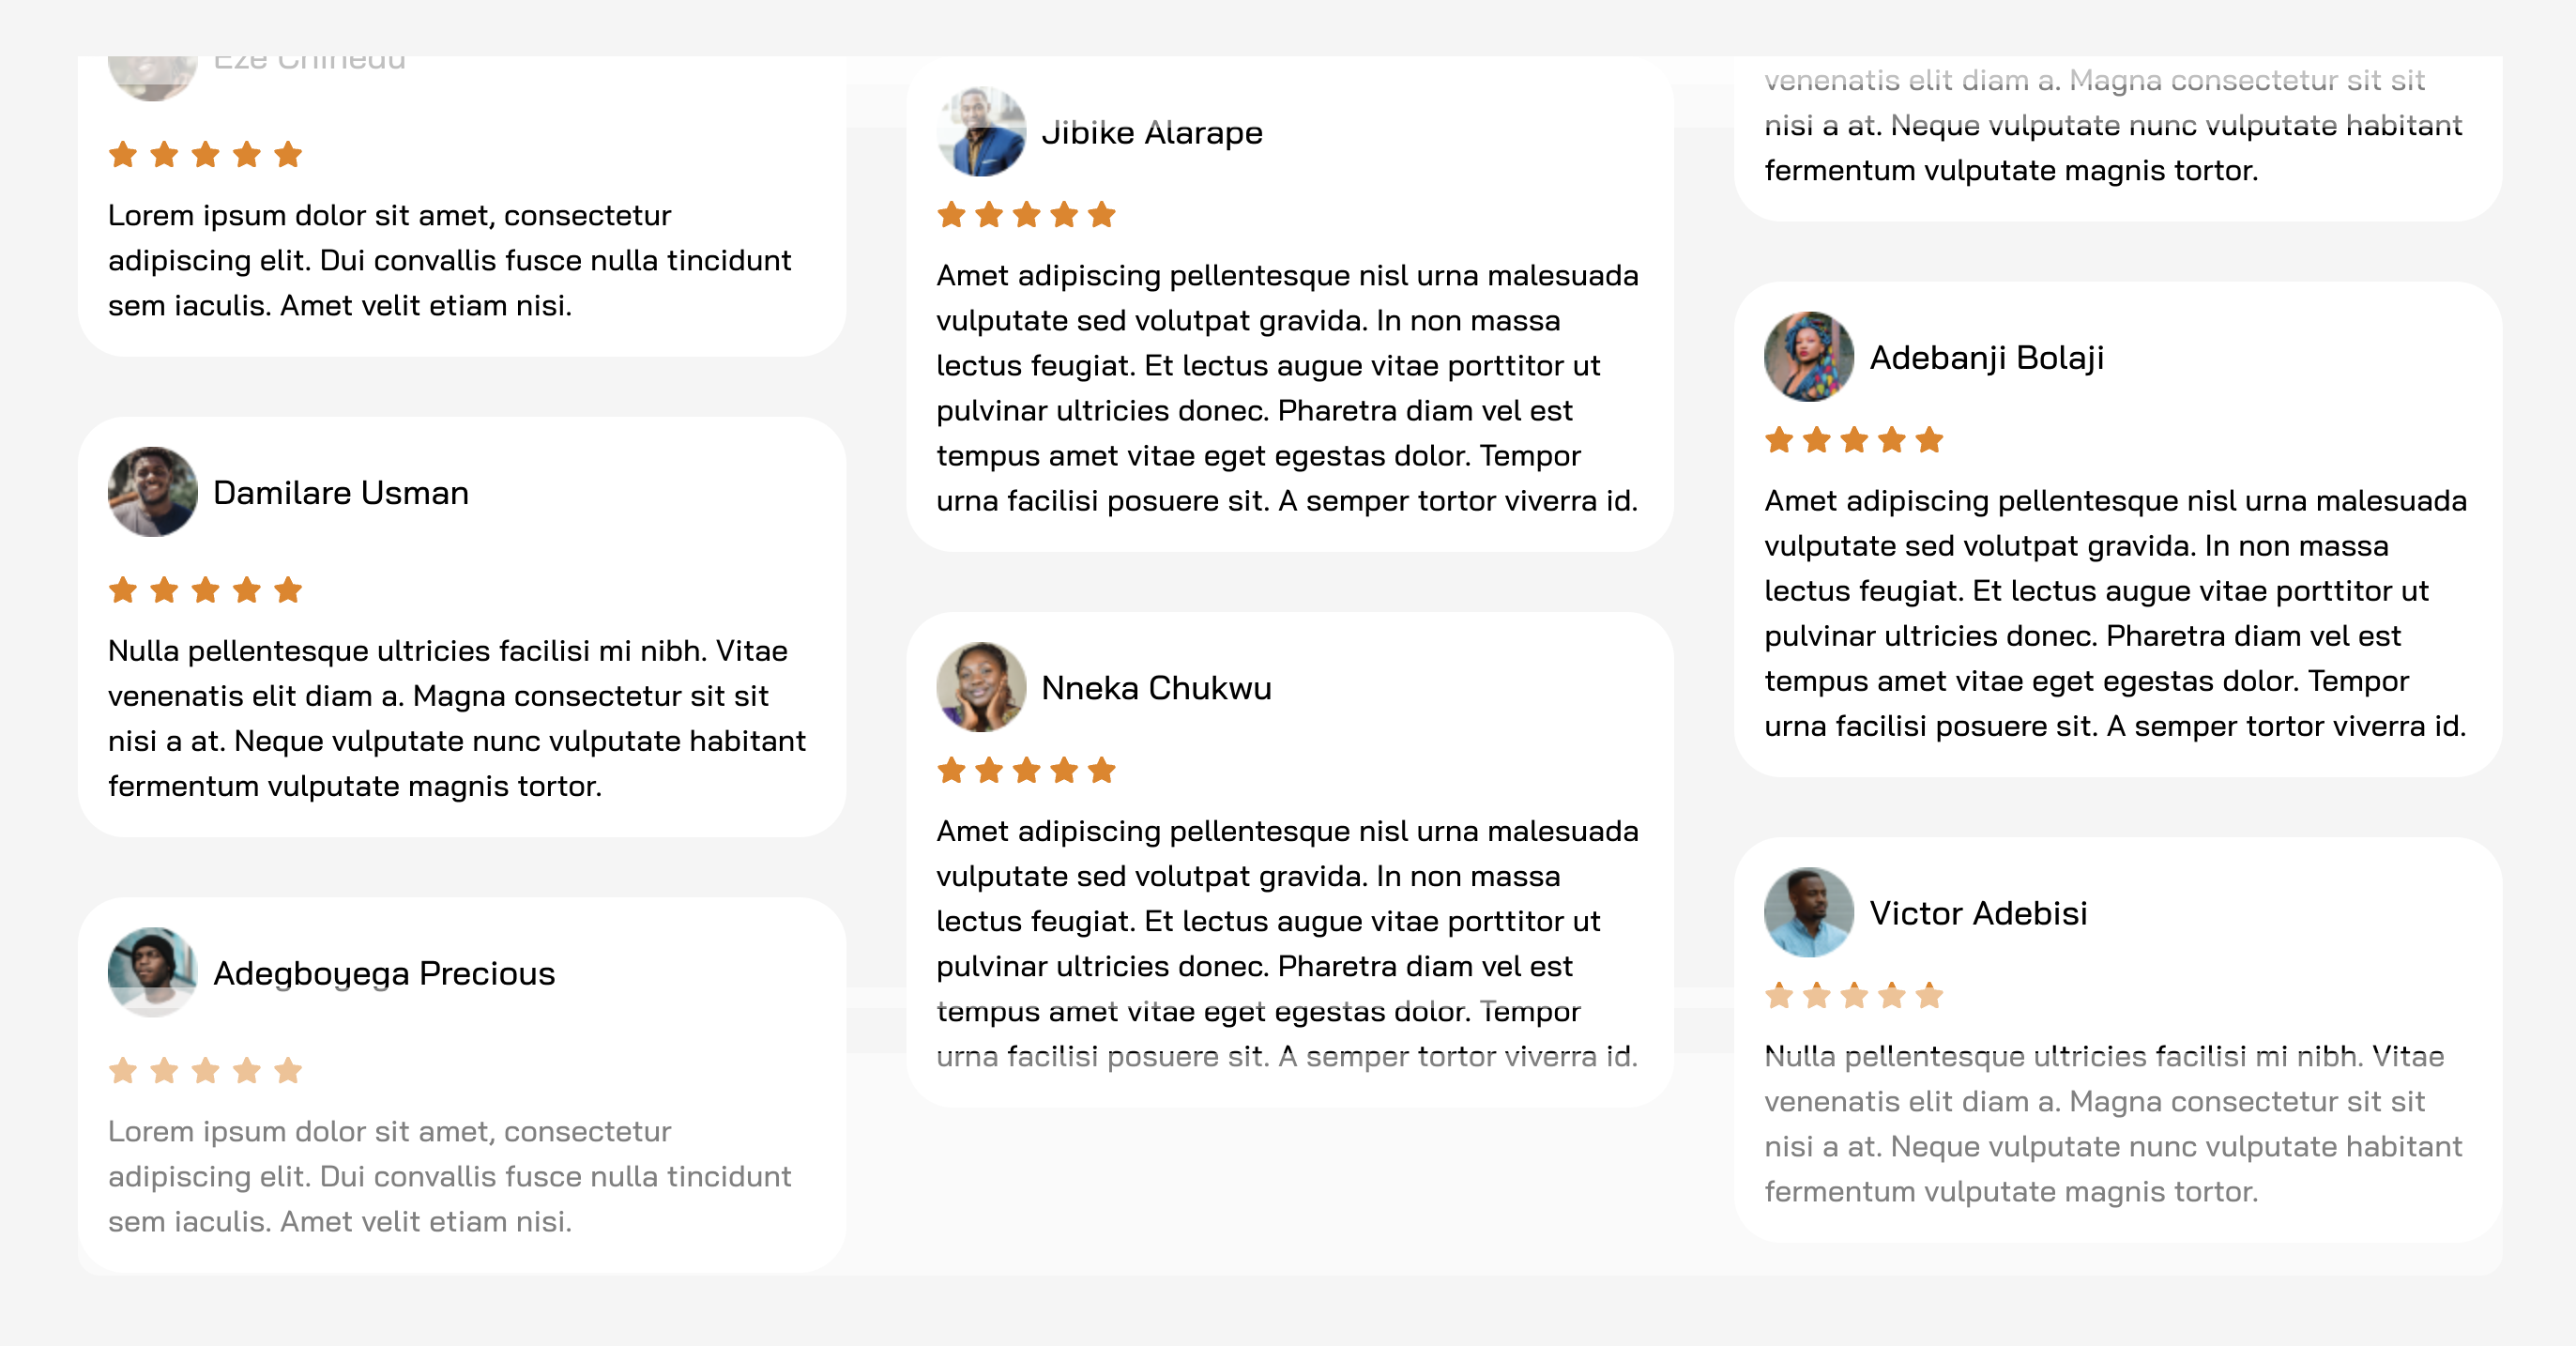 Eze Chinedu
Lorem ipsum dolor sit amet, consectetur
adipiscing elit. Dui convallis fusce nulla tincidunt
sem iaculis. Amet velit etiam nisi.
Damilare Usman
Nulla pellentesque ultricies facilisi mi nibh. Vitae
venenatis elit diam a. Magna consectetur sit sit
nisi a at. Neque vulputate nunc vulputate habitant
fermentum vulputate magnis tortor.
Adegboyega Precious
Lorem ipsum dolor sit amet, consectetur
adipiscing elit. Dui convallis fusce nulla tincidunt
sem iaculis. Amet velit etiam nisi.
Jibike Alarape
Amet adipiscing pellentesque nisl urna malesuada
vulputate sed volutpat gravida. In non massa
lectus feugiat. Et lectus augue vitae porttitor ut
pulvinar ultricies donec. Pharetra diam vel est
tempus amet vitae eget egestas dolor. Tempor
urna facilisi posuere sit. A semper tortor viverra id.
Nneka Chukwu
Amet adipiscing pellentesque nisl urna malesuada
vulputate sed volutpat gravida. In non massa
lectus feugiat. Et lectus augue vitae porttitor ut
pulvinar ultricies donec. Pharetra diam vel est
tempus amet vitae eget egestas dolor. Tempor
urna facilisi posuere sit. A semper tortor viverra id.
venenatis elit diam a. Magna consectetur sit sit
nisi a at. Neque vulputate nunc vulputate habitant
fermentum vulputate magnis tortor.
Adebanji Bolaji
Amet adipiscing pellentesque nisl urna malesuada
vulputate sed volutpat gravida. In non massa
lectus feugiat. Et lectus augue vitae porttitor ut
pulvinar ultricies donec. Pharetra diam vel est
tempus amet vitae eget egestas dolor. Tempor
urna facilisi posuere sit. A semper tortor viverra id.
Victor Adebisi
Nulla pellentesque ultricies facilisi mi nibh. Vitae
venenatis elit diam a. Magna consectetur sit sit
nisi a at. Neque vulputate nunc vulputate habitant
fermentum vulputate magnis tortor.